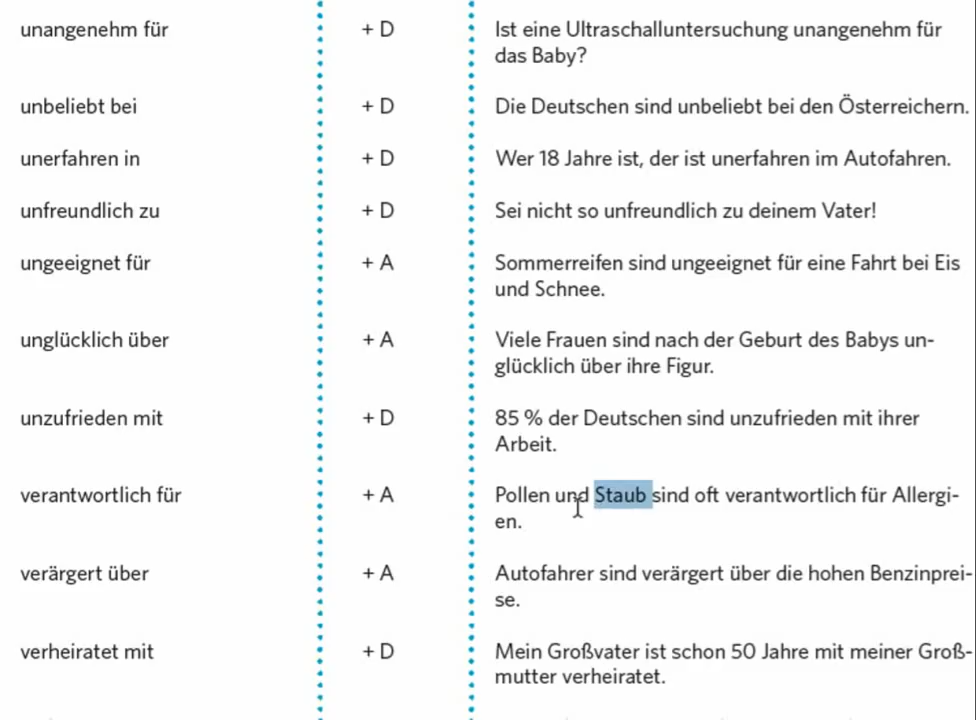 unangenehm für + D Ist eine Ultraschalluntersuchung unangenehm für
das Baby?
unbeliebt bei + D Die Deutschen sind unbeliebt bei den Österreichern.
unerfahren in + D Wer 18 Jahre ist, der ist unerfahren im Autofahren.
unfreundlich zu + D Sei nicht so unfreundlich zu deinem Vater!
ungeeignet für + A Sommerreifen sind ungeeignet für eine Fahrt bei Eis
und Schnee.
unglücklich über + A Viele Frauen sind nach der Geburt des Babys un-
glücklich über ihre Figur.
unzufrieden mit + D 85 % der Deutschen sind unzufrieden mit ihrer
Arbeit.
verantwortlich für + A Pollen und Staub sind oft verantwortlich für Allergi-
en.
verärgert über + A Autofahrer sind verärgert über die hohen Benzinprei-
se.
verheiratet mit + D Mein Großvater ist schon 50 Jahre mit meiner Groß-
mutter verheiratet.